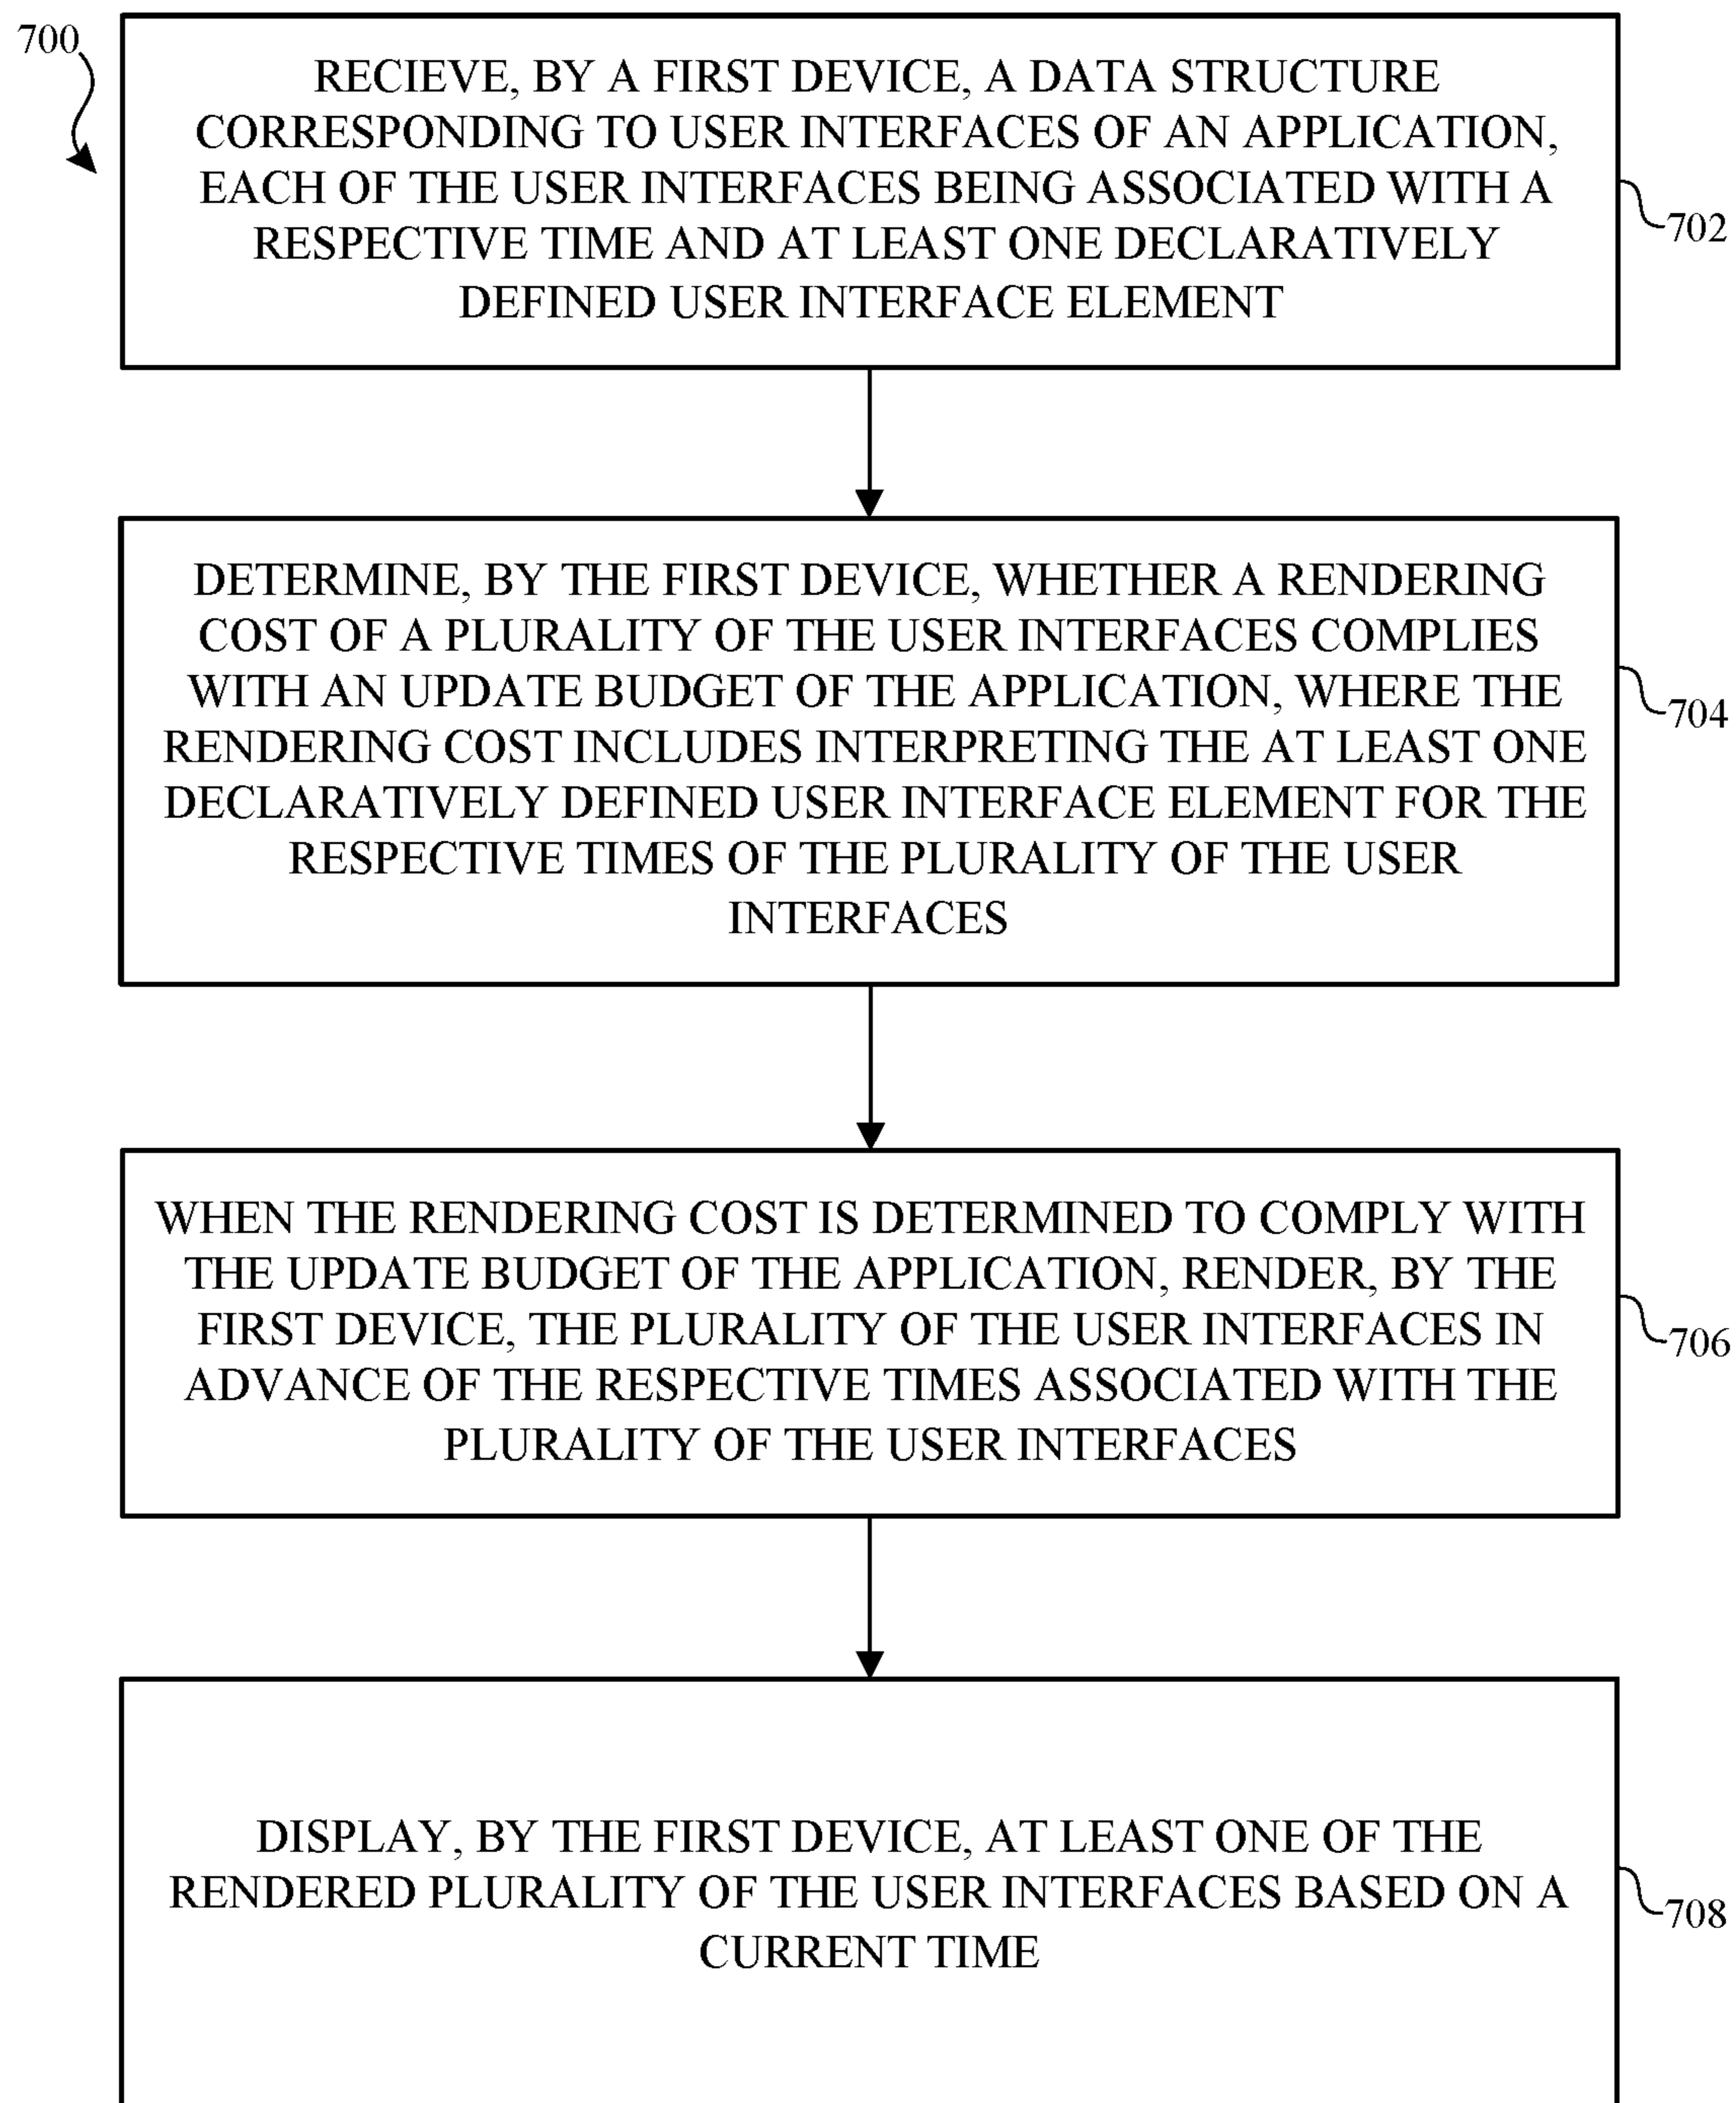 700
RECIEVE, BY A FIRST DEVICE, A DATA STRUCTURE
CORRESPONDING TO USER INTERFACES OF AN APPLICATION,
EACH OF THE USER INTERFACES BEING ASSOCIATED WITH A
RESPECTIVE TIME AND AT LEAST ONE DECLARATIVELY
DEFINED USER INTERFACE ELEMENT
702
DETERMINE, BY THE FIRST DEVICE, WHETHER A RENDERING
COST OF A PLURALITY OF THE USER INTERFACES COMPLIES
WITH AN UPDATE BUDGET OF THE APPLICATION, WHERE THE
RENDERING COST INCLUDES INTERPRETING THE AT LEAST ONE
DECLARATIVELY DEFINED USER INTERFACE ELEMENT FOR THE
RESPECTIVE TIMES OF THE PLURALITY OF THE USER
INTERFACES
704
WHEN THE RENDERING COST IS DETERMINED TO COMPLY WITH
THE UPDATE BUDGET OF THE APPLICATION, RENDER, BY THE
FIRST DEVICE, THE PLURALITY OF THE USER INTERFACES IN
ADVANCE OF THE RESPECTIVE TIMES ASSOCIATED WITH THE
PLURALITY OF THE USER INTERFACES
706
DISPLAY, BY THE FIRST DEVICE, AT LEAST ONE OF THE
RENDERED PLURALITY OF THE USER INTERFACES BASED ON A
CURRENT TIME
708